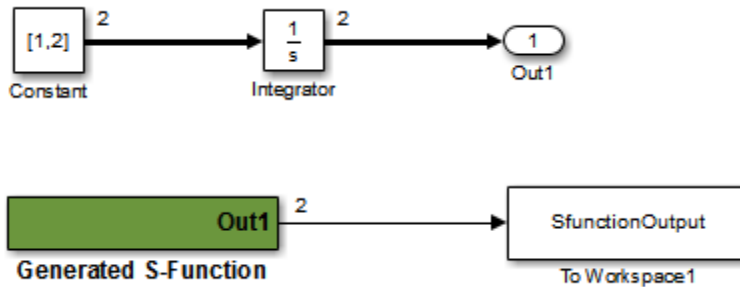 2
2
[1,2]
1
s
1
Constant
Integrator
Out1
Out1
2
SfunctionOutput
Generated S-Function
To Workspace1